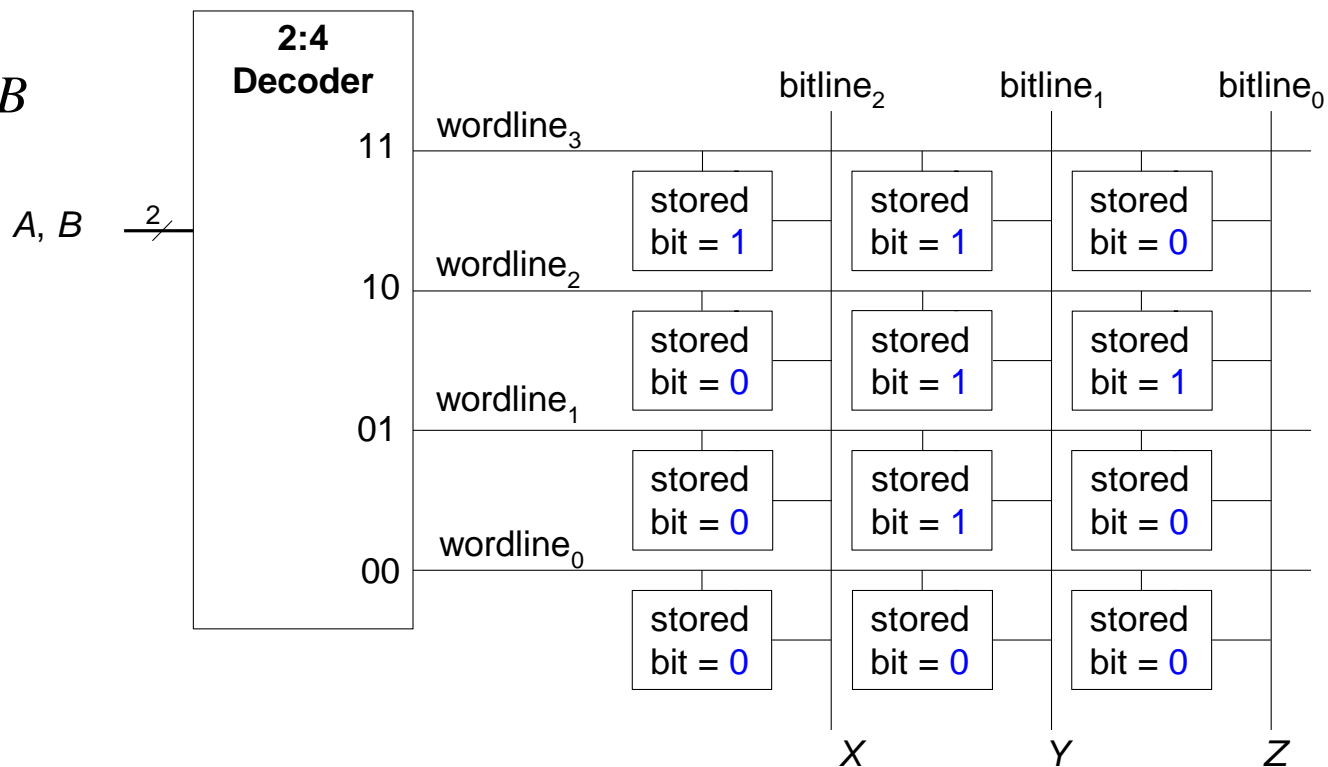 2:4
Decoder
B
bitline2 bitline1 bitline0
wordline3
11
stored stored stored
bit = 1 bit = 1 bit = 0
A, B 2
wordline2
10
stored stored stored
bit = 0 bit = 1 bit = 1
wordline1
01
stored stored stored
bit = 0 bit = 1 bit = 0
wordline0
00
stored stored stored
bit = 0 bit = 0 bit = 0
X Y Z